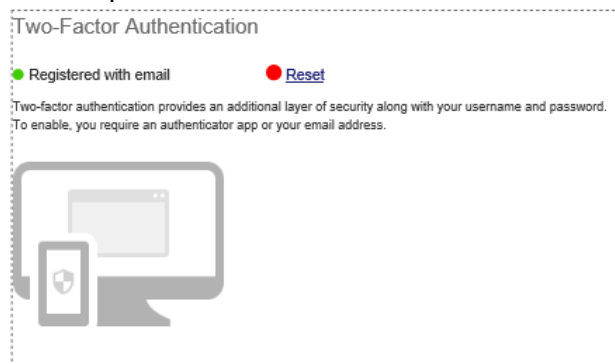 Two-Factor Authentication
Registered with email Reset
Two-factor authentication provides an additional layer of security along with your username and password.
To enable, you require an authenticator app or your email address.